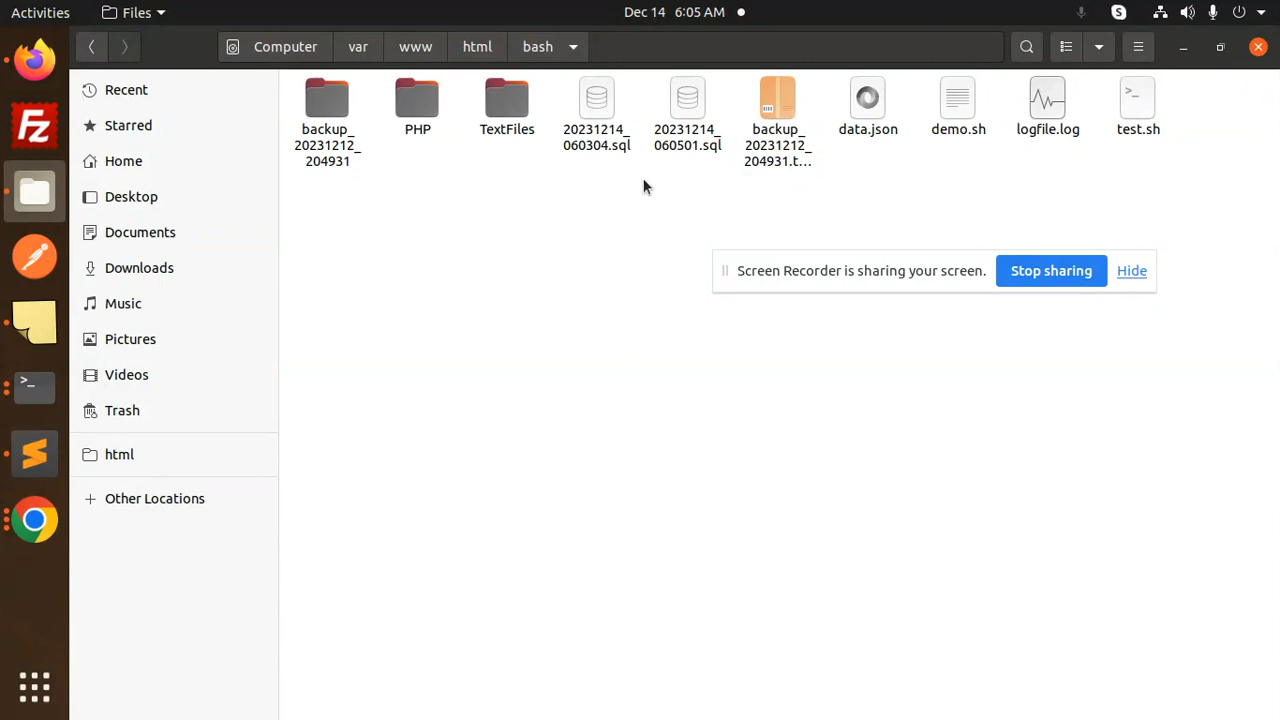 Activities
Files
Dec 14 6:05 AM
Computer
var
www
html
bash
Recent
Starred
Home
Desktop
Documents
Downloads
Music
Pictures
Videos
Trash
html
Other Locations
backup_
20231212_
204931
PHP
TextFiles
20231214_
060304.sql
20231214_
060501.sql
backup_
20231212_
204931.t...
data.json
demo.sh
logfile.log
test.sh
Screen Recorder is sharing your screen.
Stop sharing
Hide